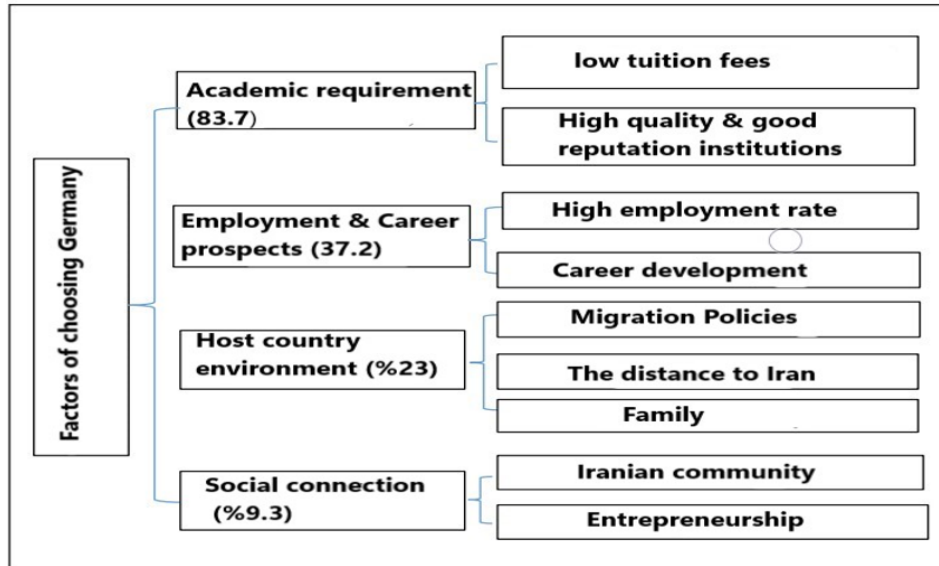 Factors of choosing Germany
Academic requirement
(83.7)
low tuition fees
High quality & good
reputation institutions
Employment & Career
prospects (37.2)
High employment rate
Career development
Host country
environment (%23)
Migration Policies
The distance to Iran
Family
Social connection
(%9.3)
Iranian community
Entrepreneurship